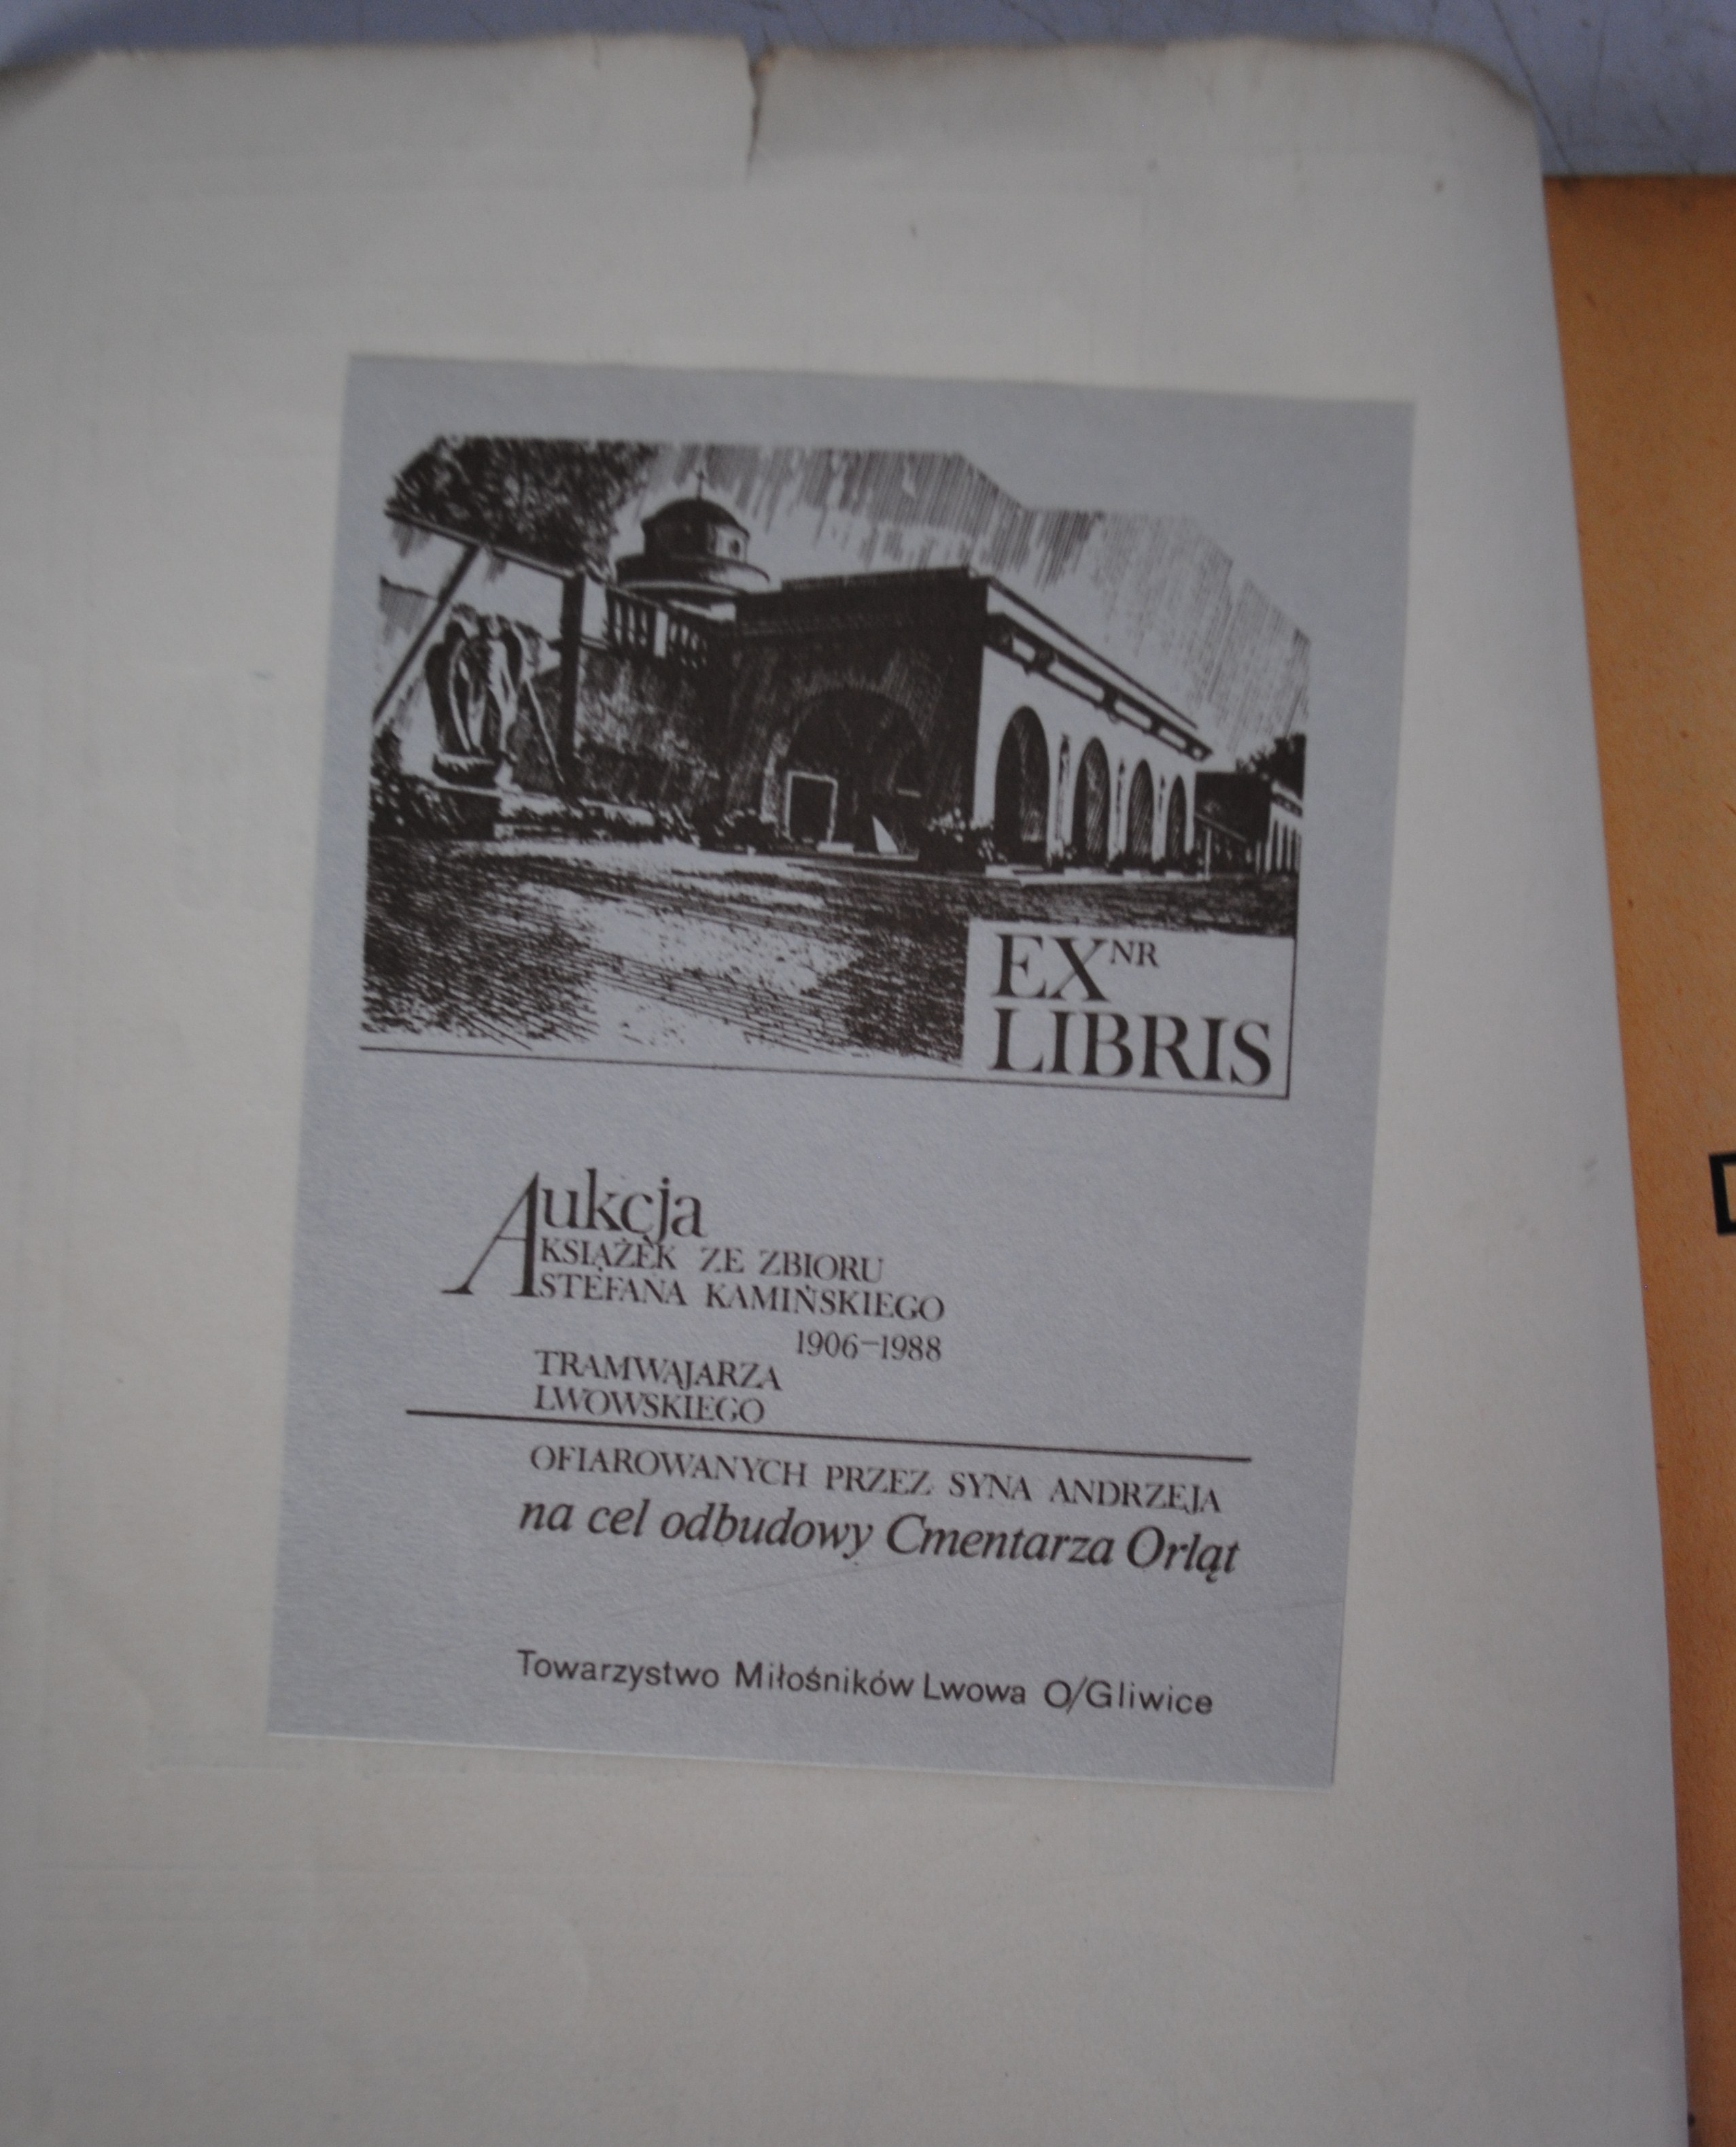 EX NR
LIBRIS
Aukcja
KSIĄŻEK ZE ZBIORU
STEFANA KAMIŃSKIEGO
1906–1988
TRAMWAJARZA
LWOWSKIEGO
OFIAROWANYCH PRZEZ SYNA ANDRZEJA
na cel odbudowy Cmentarza Orląt
Towarzystwo Miłośników Lwowa O/Gliwice